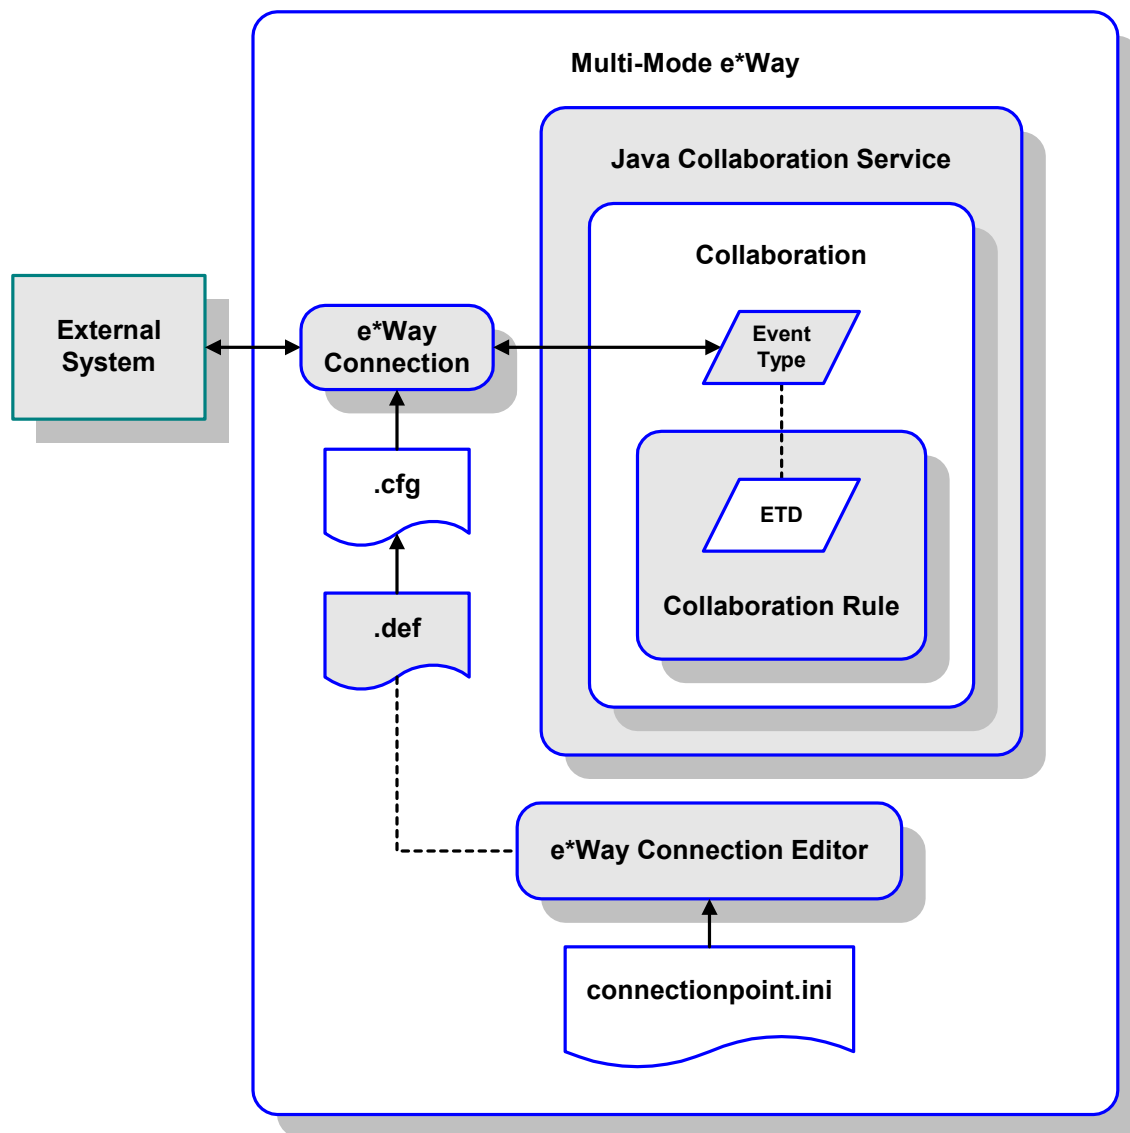 Multi-Mode e*Way
Java Collaboration Service
Collaboration
External
System
e*Way
Connection
Event
Type
.cfg
ETD
.def
Collaboration Rule
e*Way Connection Editor
connectionpoint.ini